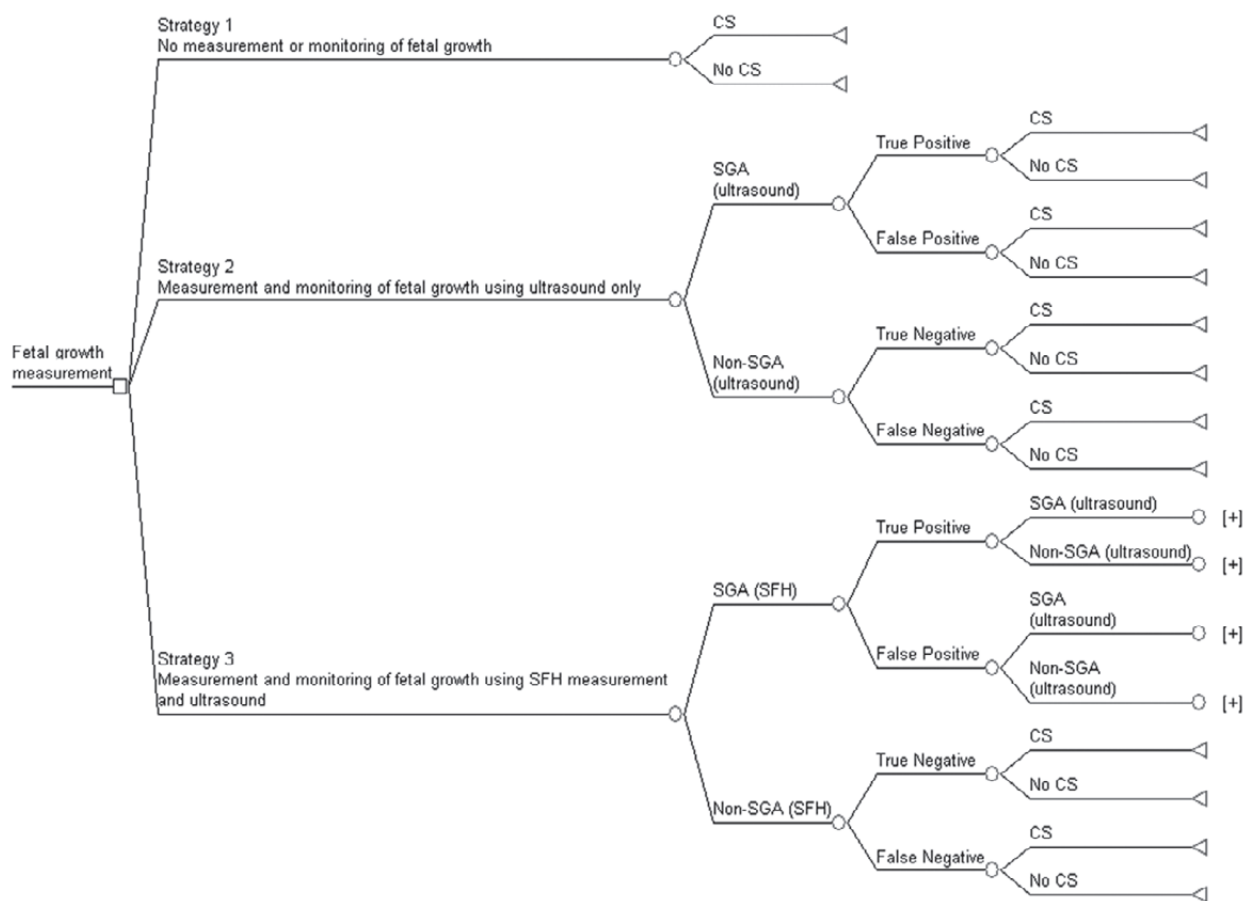 Strategy 1
No measurement or monitoring of fetal growth
CS
No CS
Strategy 2
Measurement and monitoring of fetal growth using ultrasound only
SGA
(ultrasound)
True Positive
CS
No CS
False Positive
CS
No CS
Non-SGA
(ultrasound)
True Negative
CS
No CS
False Negative
CS
No CS
Fetal growth
measurement
Strategy 3
Measurement and monitoring of fetal growth using SFH measurement
and ultrasound
SGA (SFH)
True Positive
SGA (ultrasound)
[+]
Non-SGA (ultrasound)
[+]
False Positive
SGA
(ultrasound)
[+]
Non-SGA
(ultrasound)
[+]
Non-SGA (SFH)
True Negative
CS
No CS
False Negative
CS
No CS